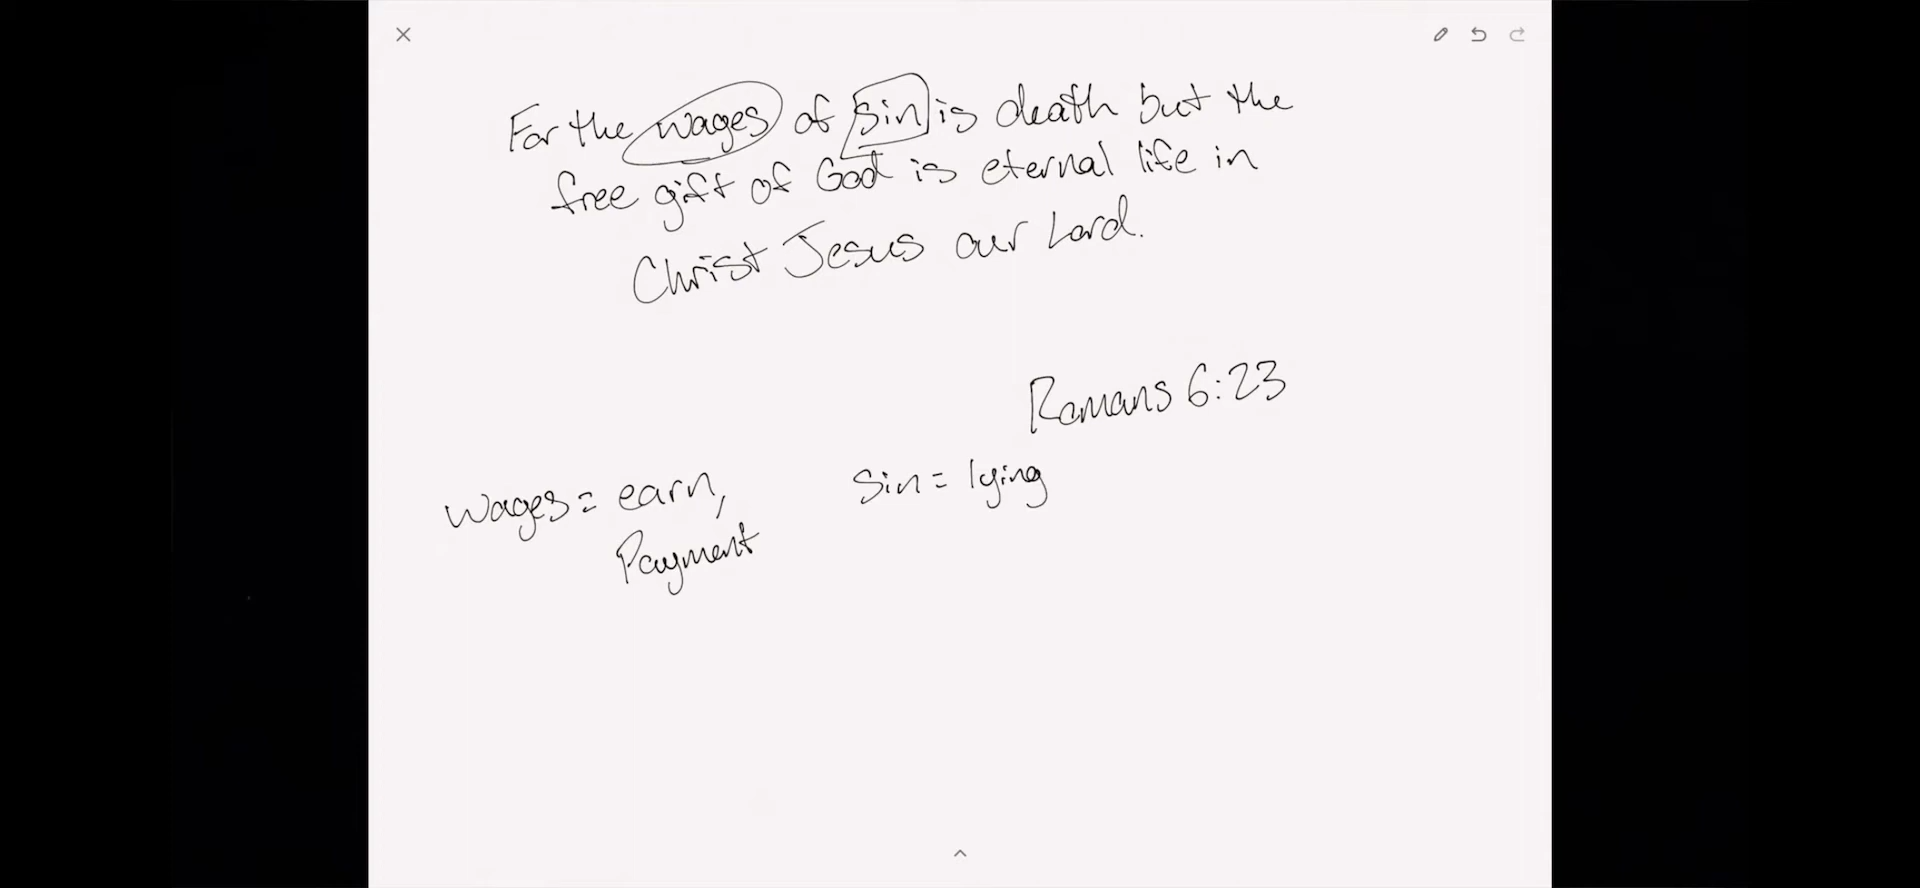 For the wages of sin is death but the
free gift of God is eternal life in
Christ Jesus our Lord.
Romans 6:23
wages = earn,
Payment
Sin = lying